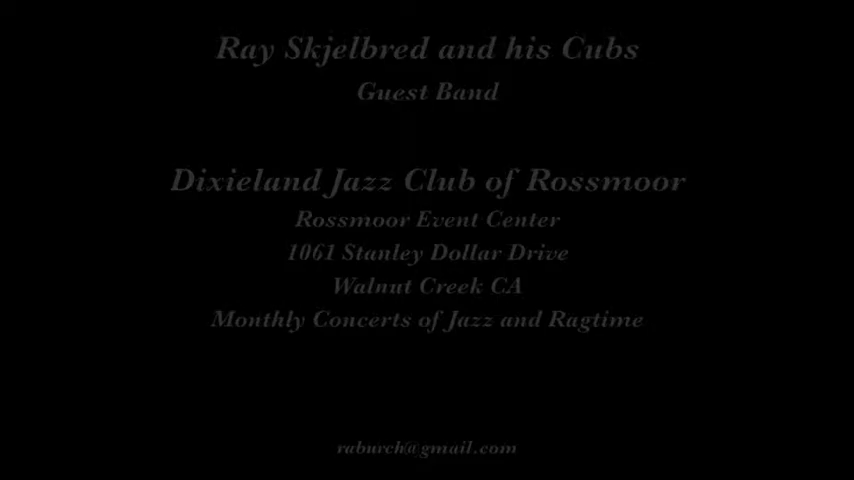 Ray Skjelbred and his Cubs
Guest Band
Dixieland Jazz Club of Rossmoor
Rossmoor Event Center
1061 Stanley Dollar Drive
Walnut Creek CA
Monthly Concerts of Jazz and Ragtime
raburch@gmail.com